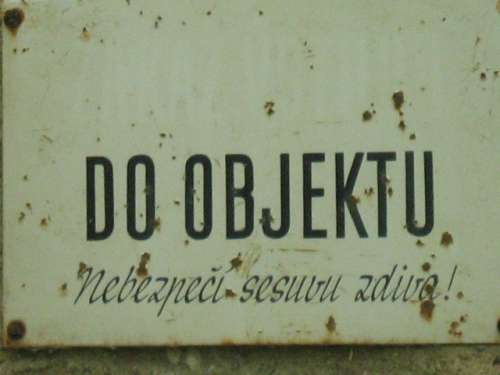 DO OBJEKTU
Nebezpečí sesuvu zdiva!